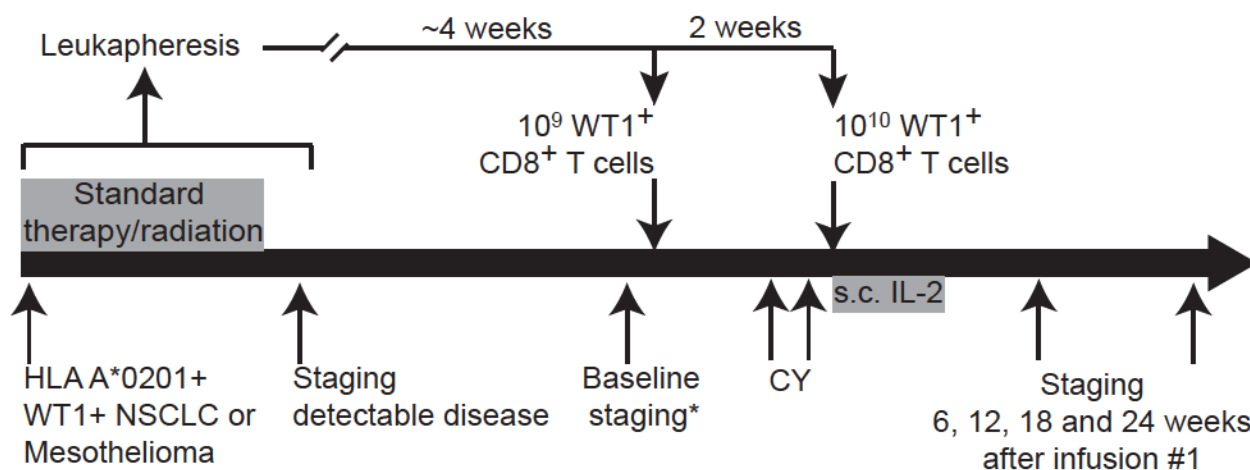 Leukapheresis
~4 weeks
2 weeks
10⁹ WT1⁺
CD8⁺ T cells
10¹⁰ WT1⁺
CD8⁺ T cells
Standard
therapy/radiation
s.c. IL-2
HLA A*0201+
WT1+ NSCLC or
Mesothelioma
Staging
detectable disease
Baseline
staging*
CY
Staging
6, 12, 18 and 24 weeks
after infusion #1